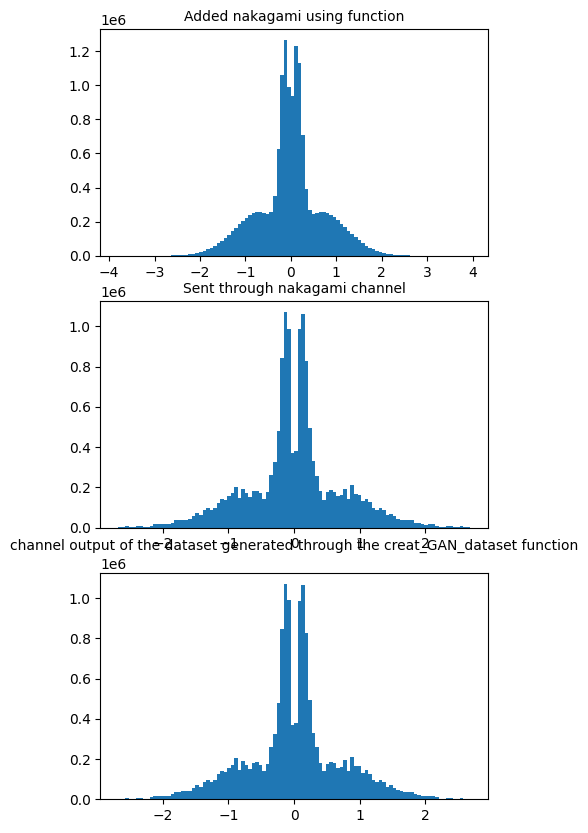 Added nakagami using function
1e6
1.2
1.0
0.8
0.6
0.4
0.2
0.0
−4 −3 −2 −1 0 1 2 3 4
Sent through nakagami channel
1e6
1.0
0.8
0.6
0.4
0.2
0.0
−2 −1 0 1 2
channel output of the dataset generated through the creat_GAN_dataset function
1e6
1.0
0.8
0.6
0.4
0.2
0.0
−2 −1 0 1 2